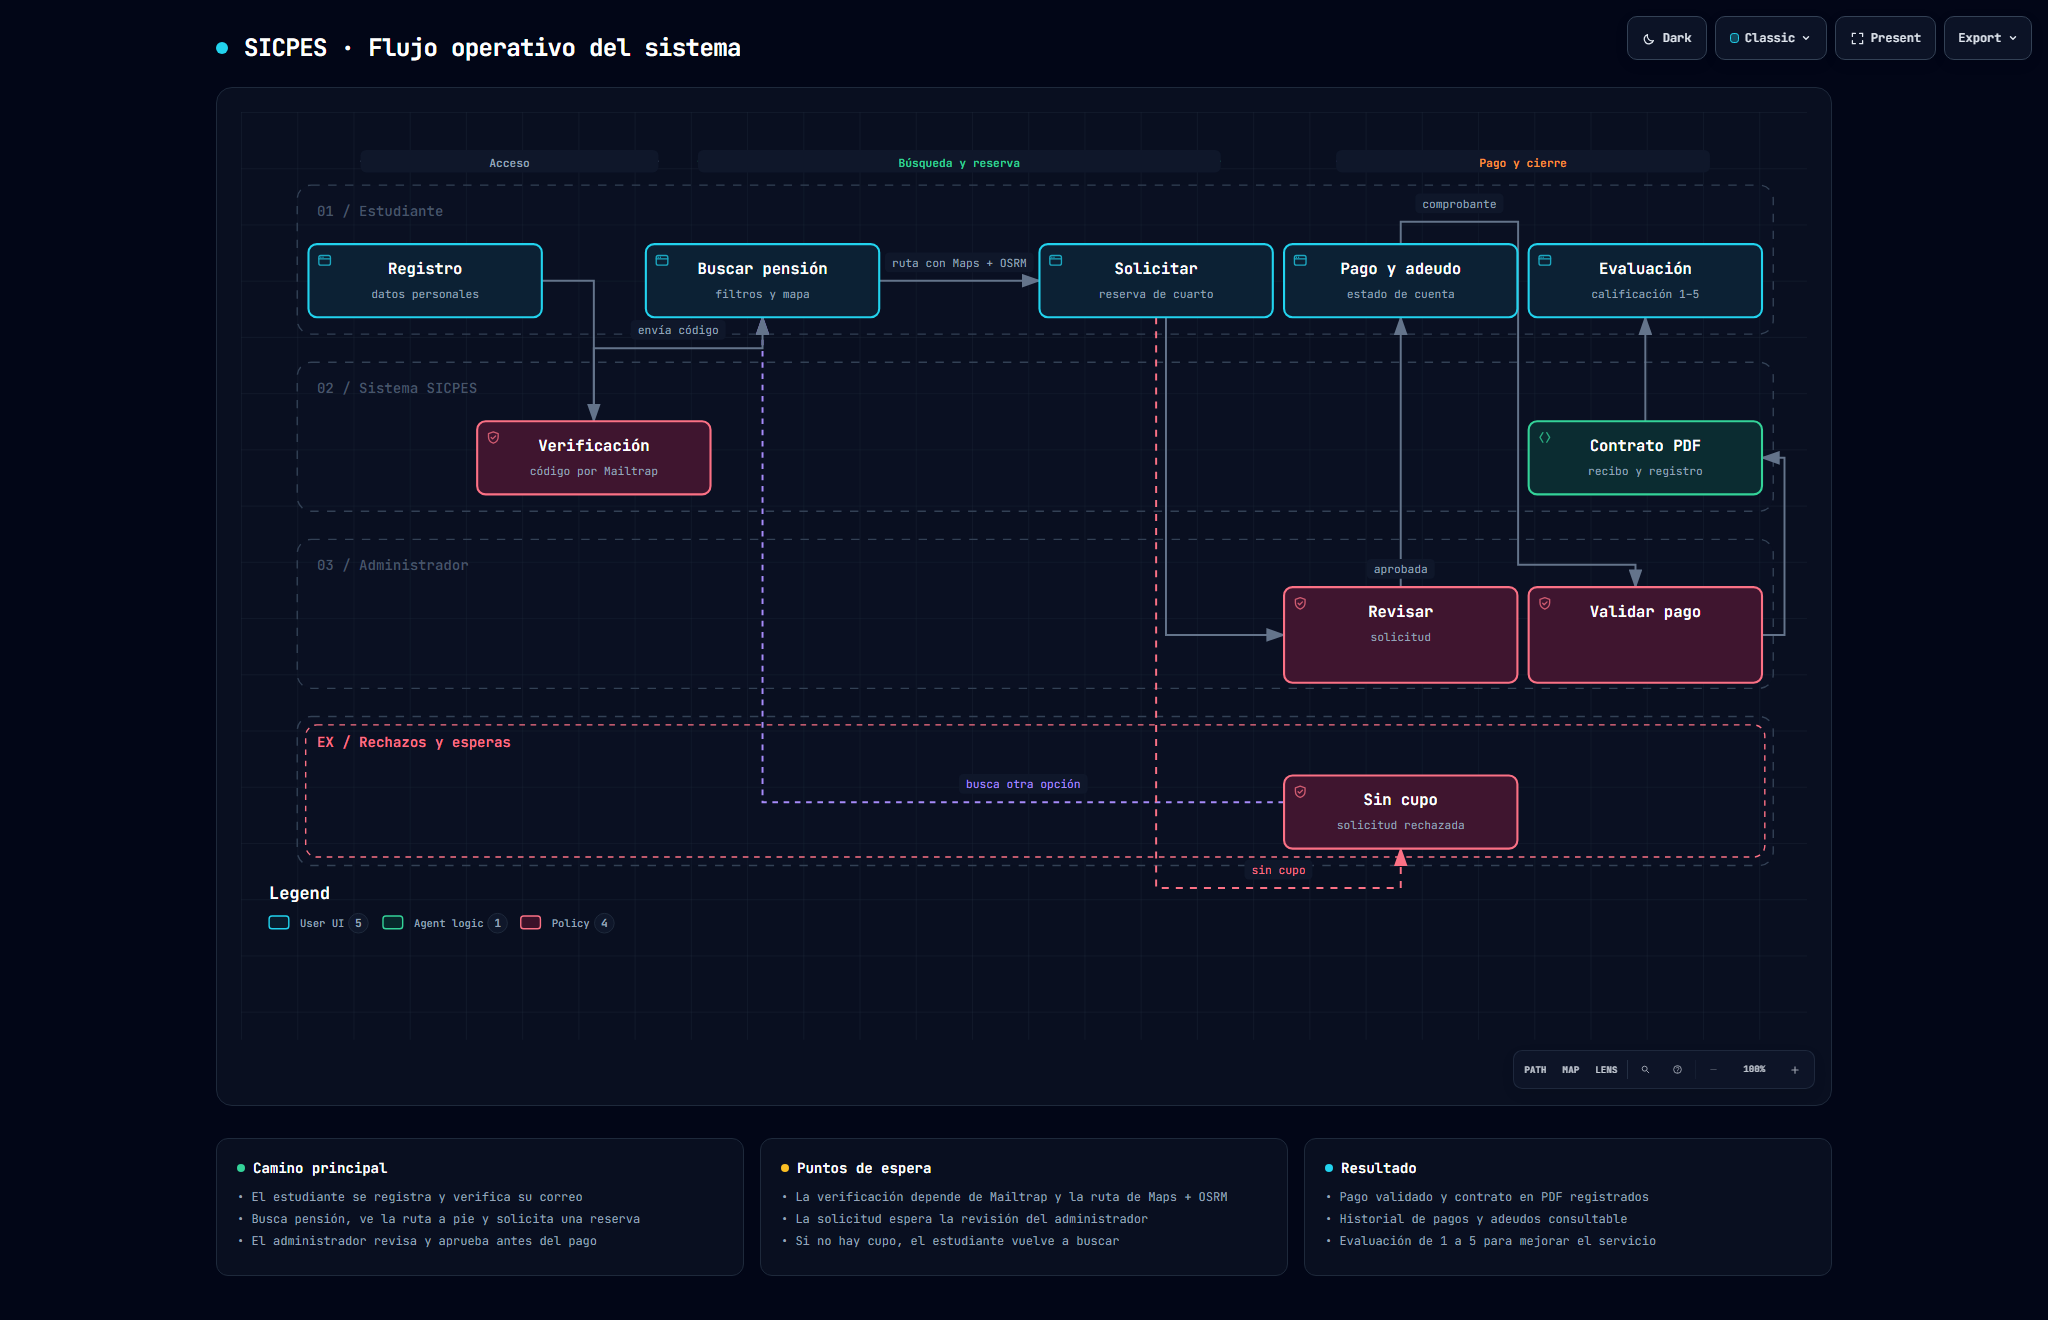 SICPES · Flujo operativo del sistema
Dark
Classic
Present
Export
Acceso
Búsqueda y reserva
Pago y cierre
comprobante
01 / Estudiante
Registro
datos personales
Buscar pensión
filtros y mapa
ruta con Maps + OSRM
Solicitar
reserva de cuarto
Pago y adeudo
estado de cuenta
Evaluación
calificación 1-5
envía código
02 / Sistema SICPES
Verificación
código por Mailtrap
Contrato PDF
recibo y registro
03 / Administrador
aprobada
Revisar
solicitud
Validar pago
EX / Rechazos y esperas
busca otra opción
Sin cupo
solicitud rechazada
sin cupo
Legend
User UI 5
Agent logic 1
Policy 4
PATH MAP LENS
? − 100% +
Camino principal
• El estudiante se registra y verifica su correo
• Busca pensión, ve la ruta a pie y solicita una reserva
• El administrador revisa y aprueba antes del pago
Puntos de espera
• La verificación depende de Mailtrap y la ruta de Maps + OSRM
• La solicitud espera la revisión del administrador
• Si no hay cupo, el estudiante vuelve a buscar
Resultado
• Pago validado y contrato en PDF registrados
• Historial de pagos y adeudos consultable
• Evaluación de 1 a 5 para mejorar el servicio